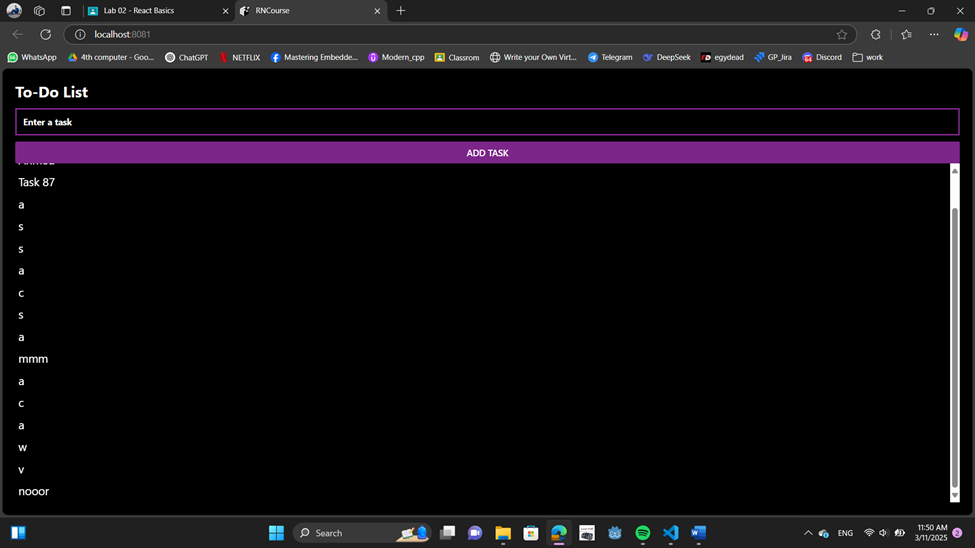 Lab 02 - React Basics
RNCourse
localhost:8081
WhatsApp
4th computer - Goo...
ChatGPT
NETFLIX
Mastering Embedde...
Modern_cpp
Classrom
Write your Own Virt...
Telegram
DeepSeek
egydead
GP_Jira
Discord
work
To-Do List
Enter a task
ADD TASK
Task 87
a
s
s
a
c
s
a
mmm
a
c
a
w
v
nooor
Search
ENG
11:50 AM
3/11/2025
2